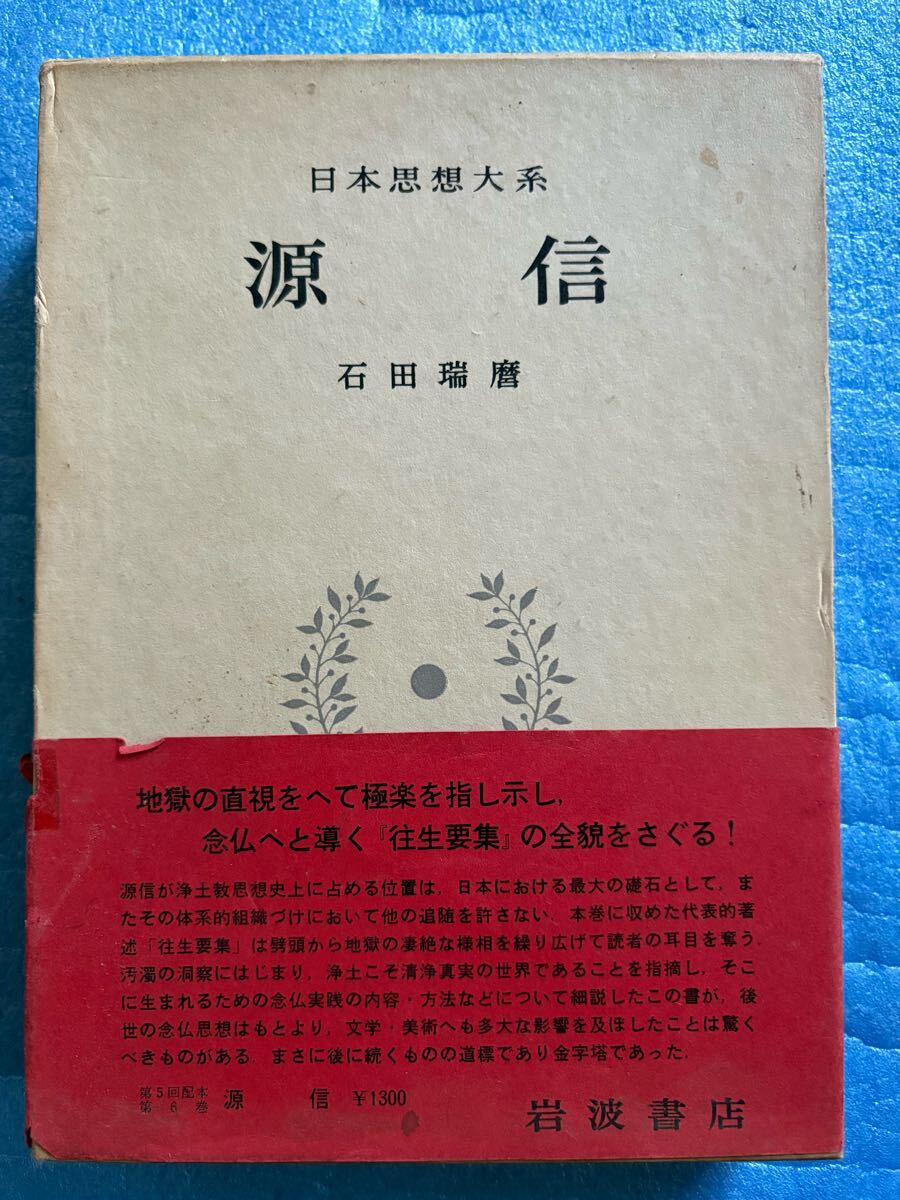 日本思想大系
源 信
石田瑞麿
地獄の直視をへて極楽を指し示し,
念仏へと導く『往生要集』の全貌をさぐる!
源信が浄土教思想史上に占める位置は,日本における最大の礎石として,ま
たその体系的組織づけにおいて他の追随を許さない.本巻に収めた代表的著
述「往生要集」は劈頭から地獄の凄絶な様相を繰り広げて読者の耳目を奪う.
汚濁の洞察にはじまり,浄土こそ清浄真実の世界であることを指摘し,そこ
に生まれるための念仏実践の内容・方法などについて細説したこの書が,後
世の念仏思想はもとより,文学・美術へも多大な影響を及ぼしたことは驚く
べきものがある.まさに後に続くものの道標であり金字塔であった.
第5回配本
第6巻
源 信 ¥1300
岩波書店